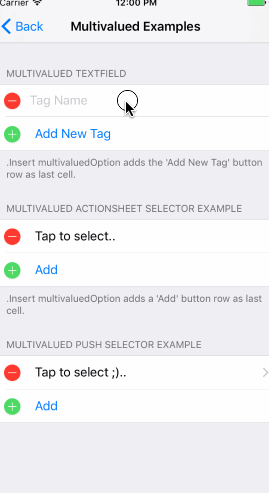 Carrier 12:00 PM
Back Multivalued Examples
MULTIVALUED TEXTFIELD
Tag Name
Add New Tag
.Insert multivaluedOption adds the 'Add New Tag' button
row as last cell.
MULTIVALUED ACTIONSHEET SELECTOR EXAMPLE
Tap to select..
Add
.Insert multivaluedOption adds a 'Add' button row as last
cell.
MULTIVALUED PUSH SELECTOR EXAMPLE
Tap to select ;)..
Add